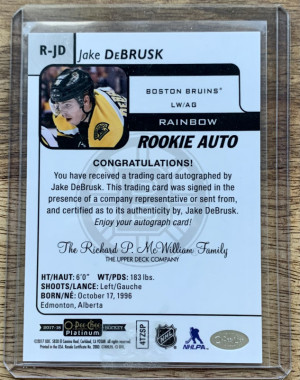 R-JD
Jake DeBRUSK
BOSTON BRUINS®
LW/AG
RAINBOW
ROOKIE AUTO
CONGRATULATIONS!
You have received a trading card autographed by
Jake DeBrusk. This trading card was signed in the
presence of a company representative or sent from,
and certified as to its authenticity by, Jake DeBrusk.
Enjoy your autograph card!
The Richard P. McWilliam Family
THE UPPER DECK COMPANY
HT/HAUT: 6'0" WT/PDS: 183 lbs.
SHOOTS/LANCE: Left/Gauche
BORN/NÉ: October 17, 1996
Edmonton, Alberta
2017-18 O-Pee-Chee Platinum HOCKEY
4TZSP
NHL
NHLPA